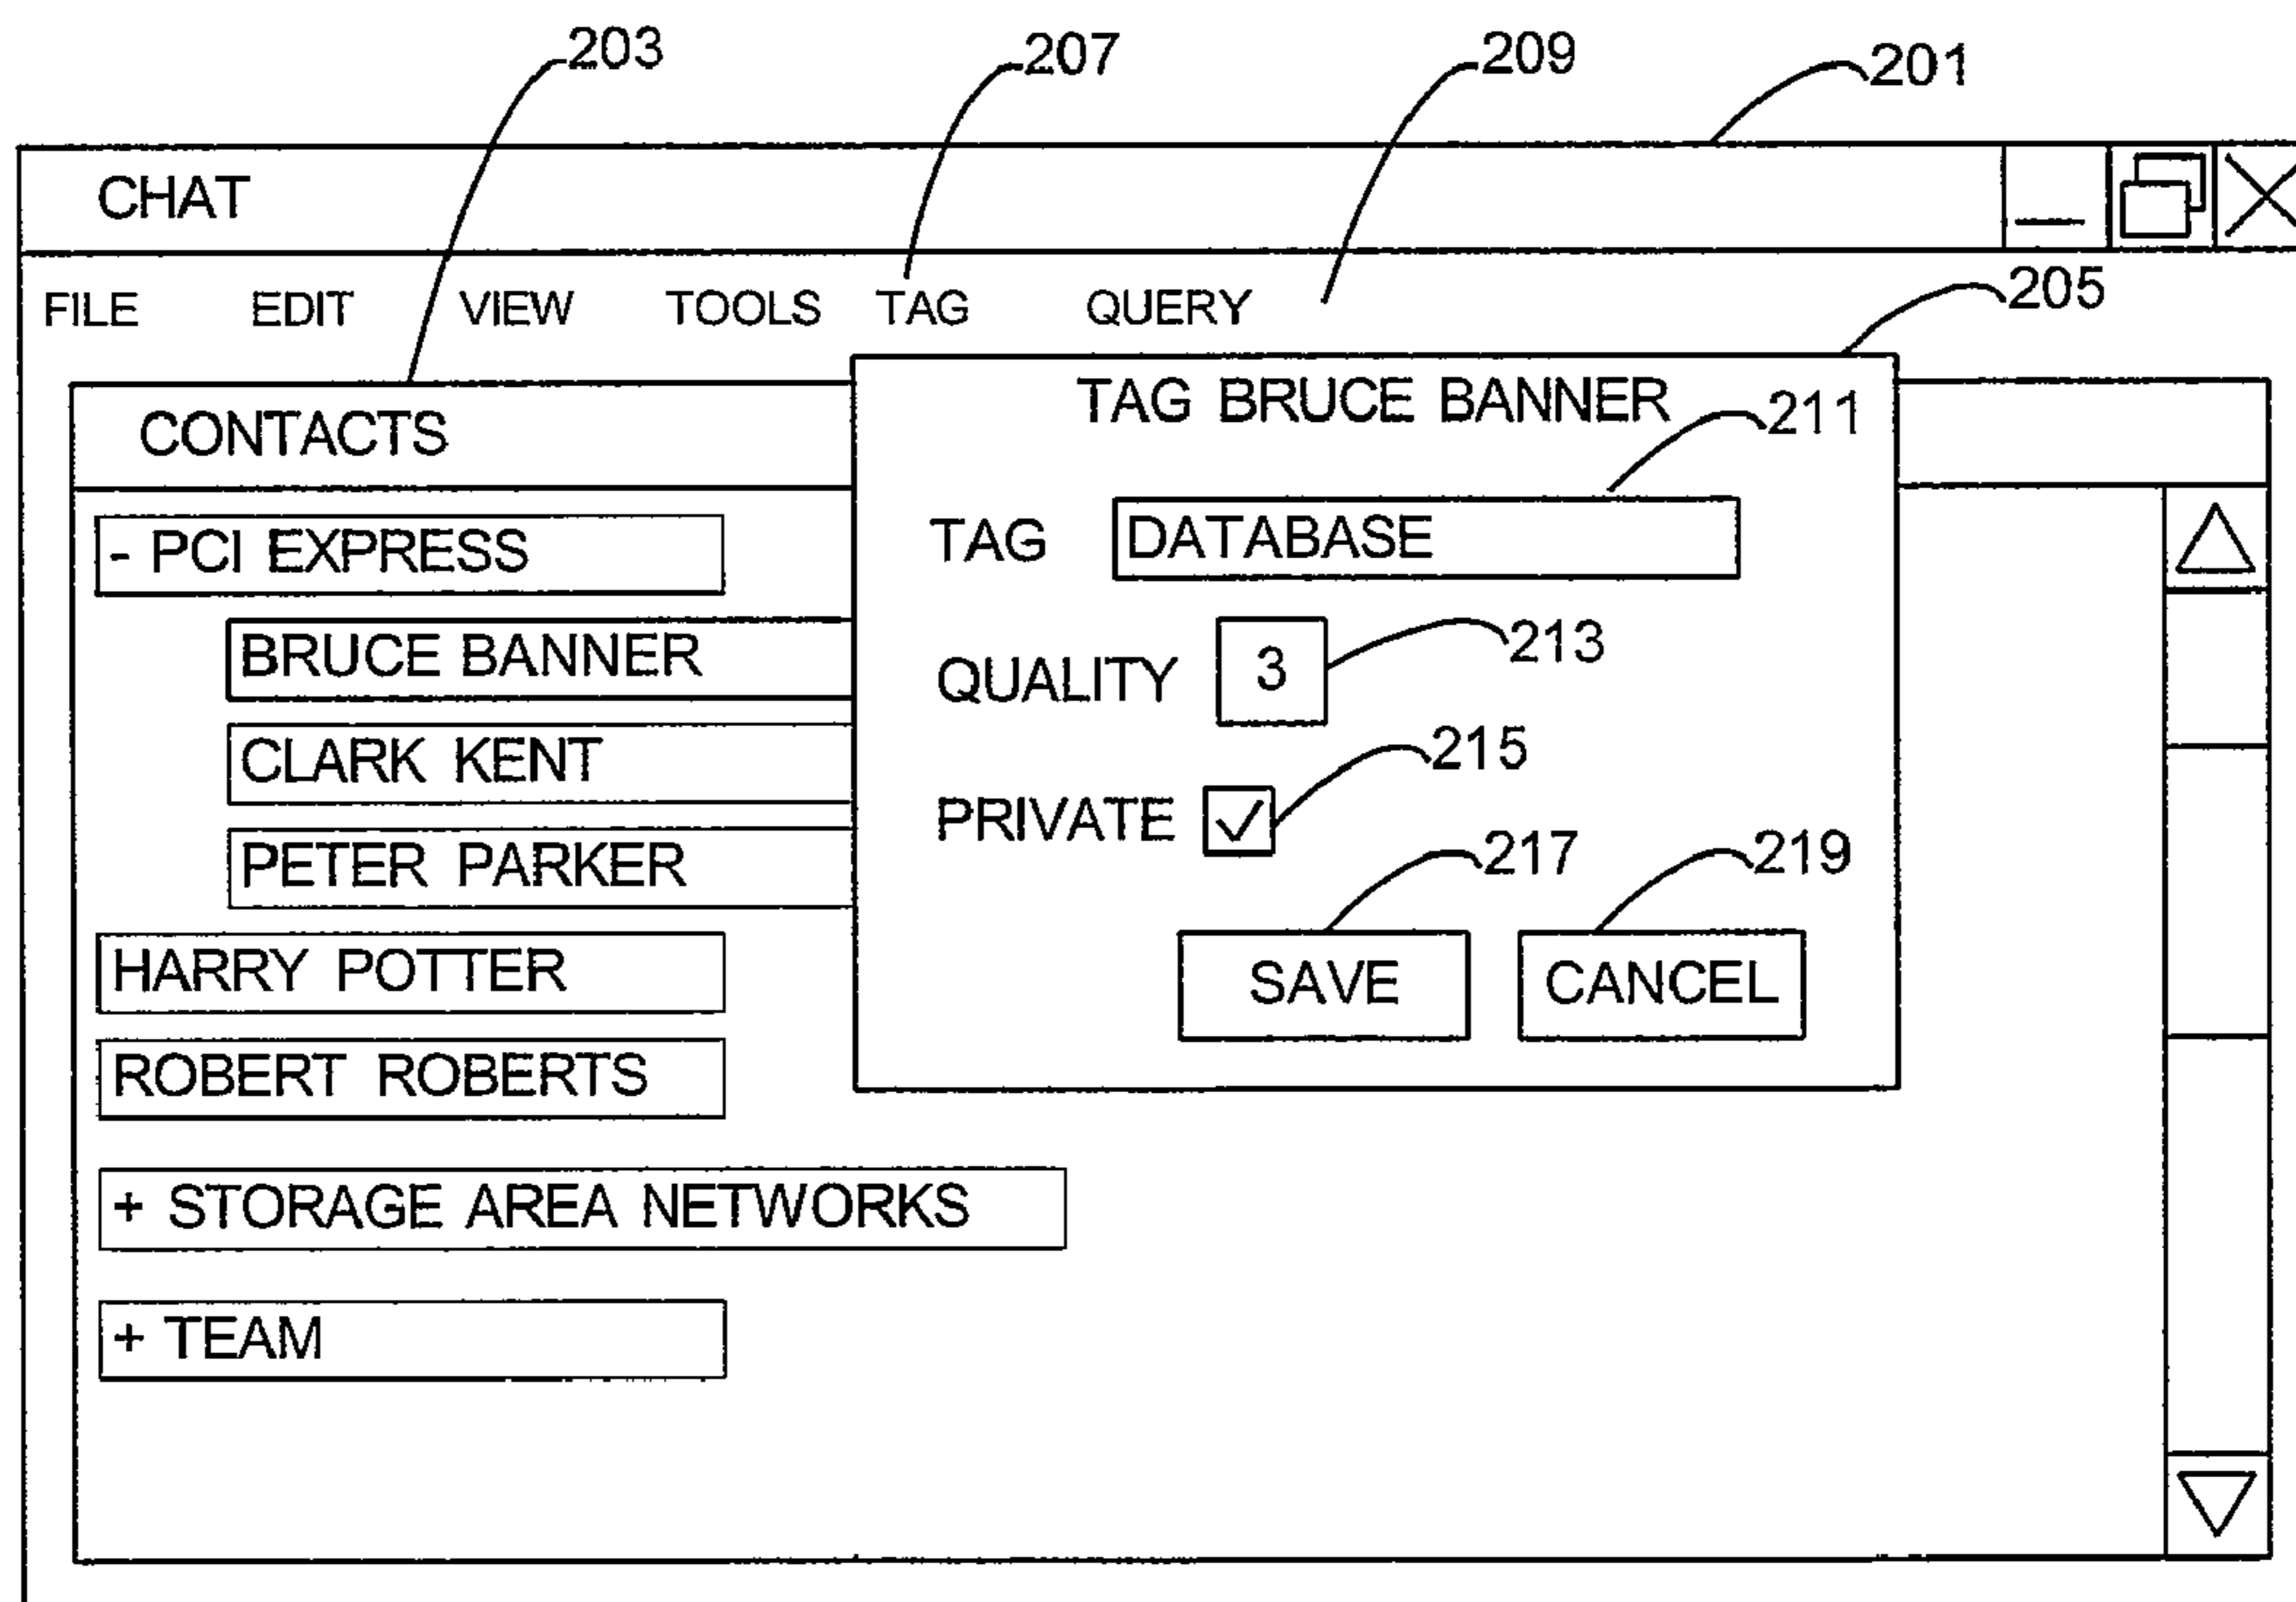 203 207 209 201
CHAT
FILE EDIT VIEW TOOLS TAG QUERY 205
TAG BRUCE BANNER
CONTACTS 211
TAG DATABASE
- PCI EXPRESS
213
BRUCE BANNER QUALITY 3
215
CLARK KENT
PRIVATE
217 219
PETER PARKER
HARRY POTTER SAVE CANCEL
ROBERT ROBERTS
+ STORAGE AREA NETWORKS
+ TEAM